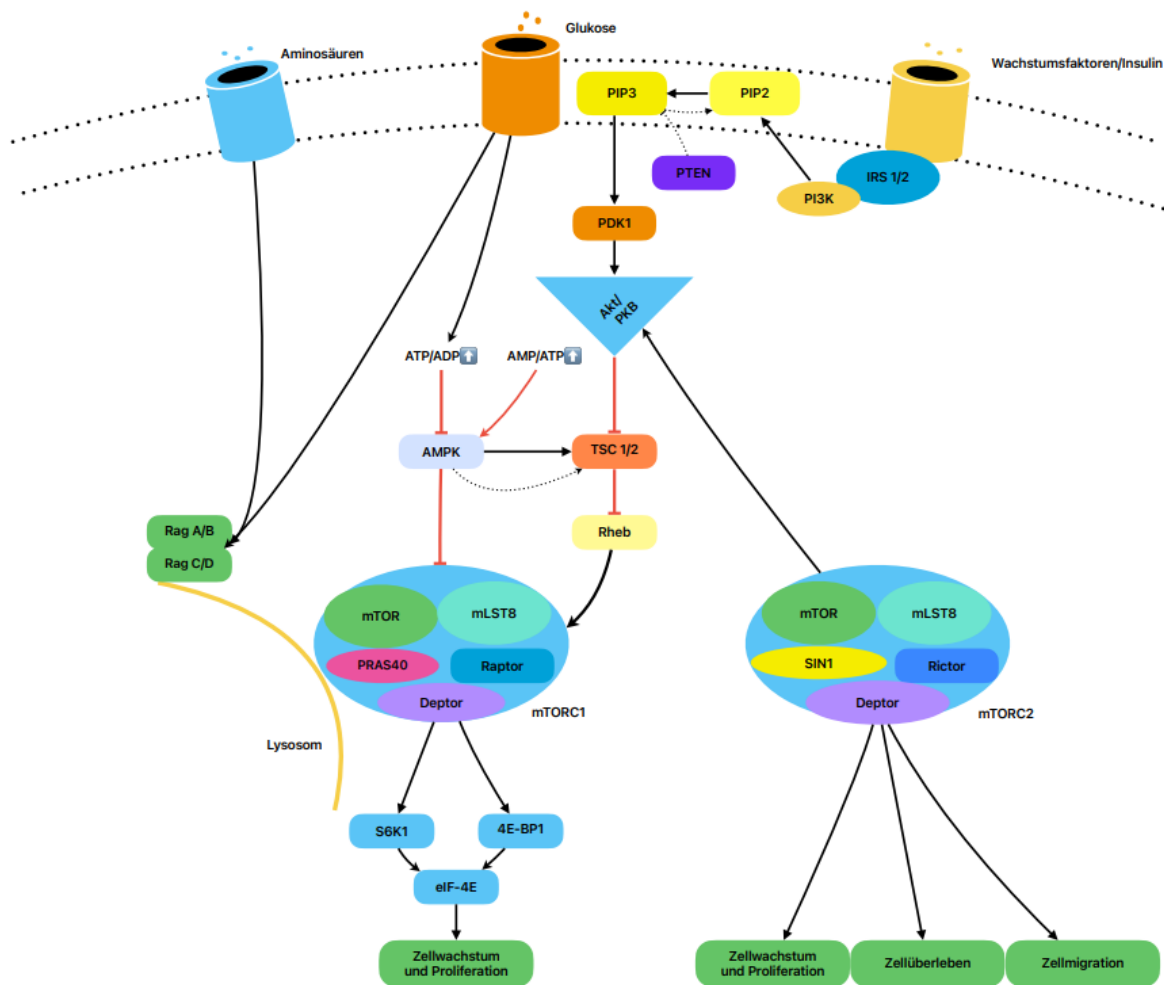 Glukose
Aminosäuren
Wachstumsfaktoren/Insulin
PIP3
PIP2
PTEN
IRS 1/2
PI3K
PDK1
Akt/
PKB
ATP/ADP⬆
AMP/ATP⬆
AMPK
TSC 1/2
Rag A/B
Rheb
Rag C/D
mTOR
mLST8
PRAS40
Raptor
Deptor
mTORC1
mTOR
mLST8
SIN1
Rictor
Deptor
mTORC2
Lysosom
S6K1
4E-BP1
eIF-4E
Zellwachstum
und Proliferation
Zellwachstum
und Proliferation
Zellüberleben
Zellmigration